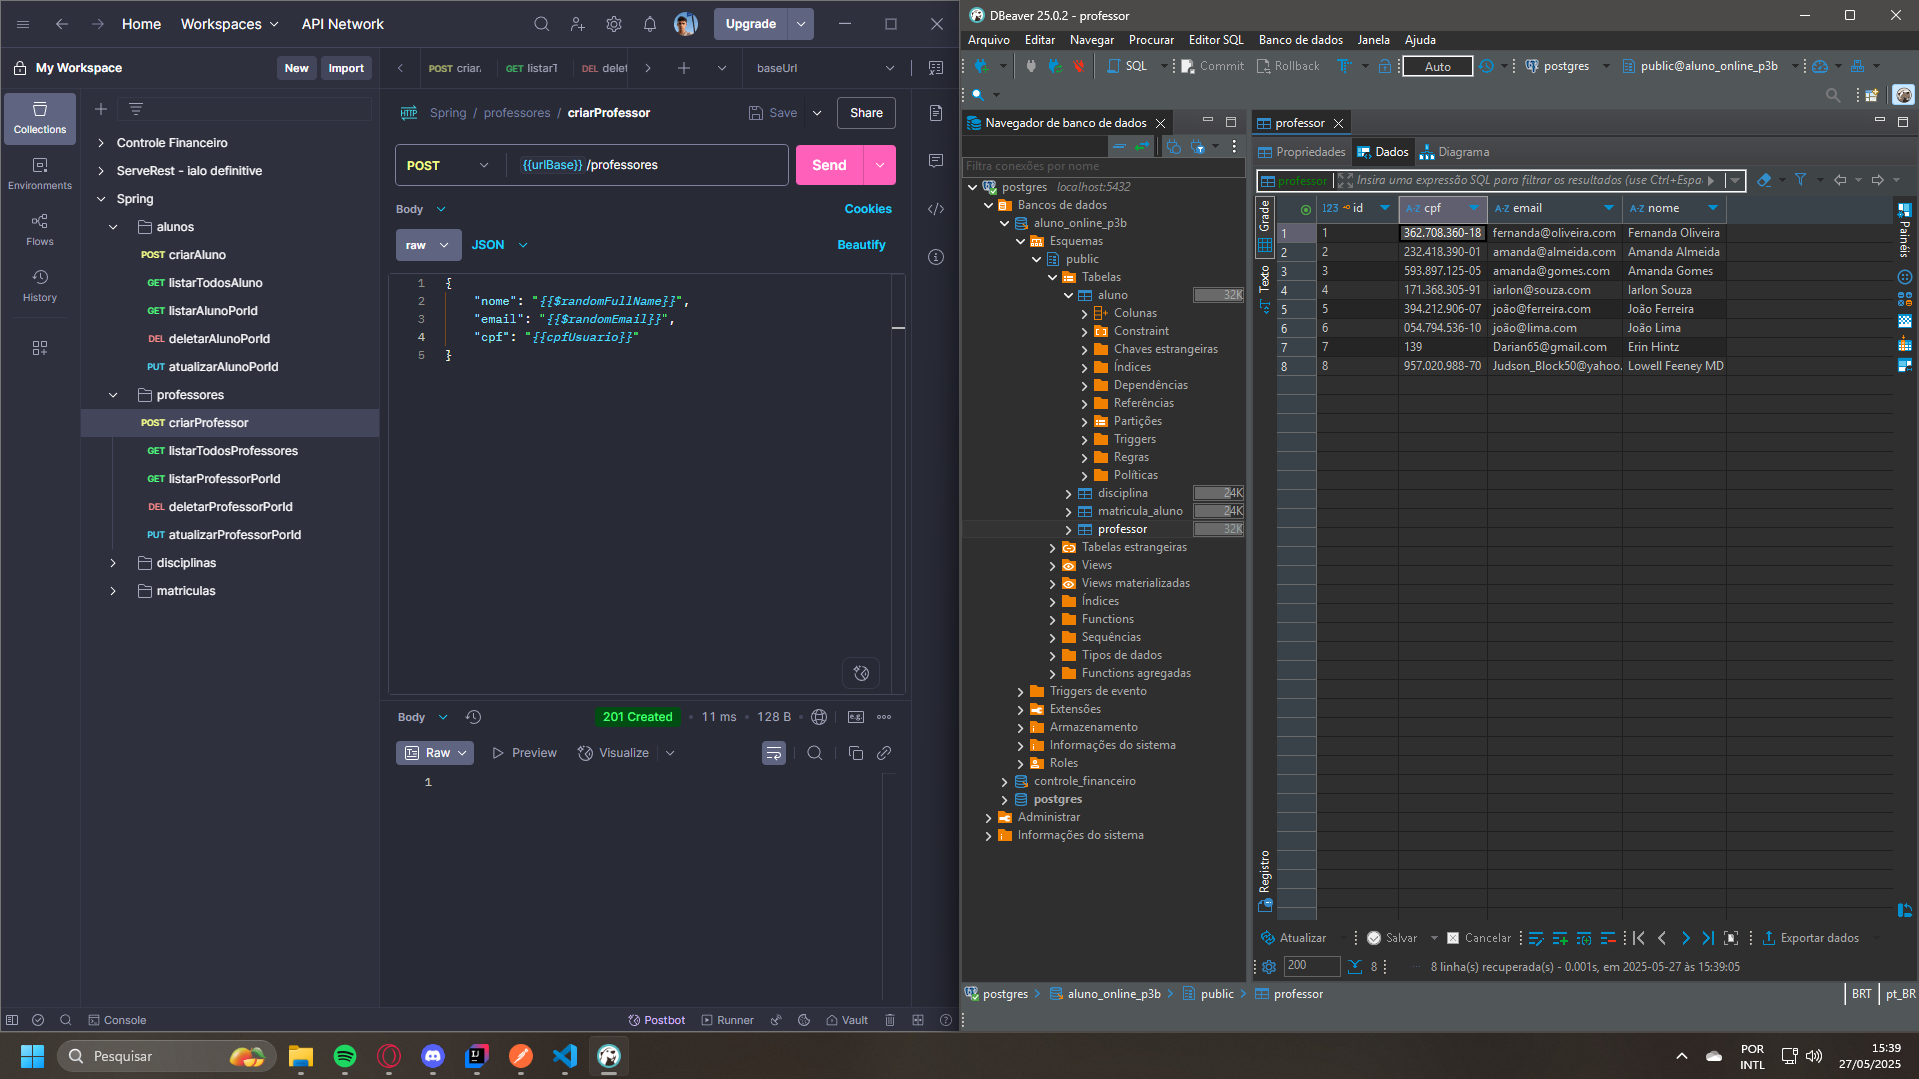 Home
Workspaces
API Network
Upgrade
My Workspace
New
Import
POST criar
GET listarT
DEL delet
baseUrl
Collections
Environments
Flows
History
Controle Financeiro
ServeRest - ialo definitive
Spring
alunos
POST criarAluno
GET listarTodosAluno
GET listarAlunoPorId
DEL deletarAlunoPorId
PUT atualizarAlunoPorId
professores
POST criarProfessor
GET listarTodosProfessores
GET listarProfessorPorId
DEL deletarProfessorPorId
PUT atualizarProfessorPorId
disciplinas
matriculas
HTTP Spring / professores / criarProfessor
Save
Share
POST
{{urlBase}} /professores
Send
Body
Cookies
raw
JSON
Beautify
1 {
2 "nome": "{{$randomFullName}}",
3 "email": "{{$randomEmail}}",
4 "cpf": "{{cpfUsuario}}"
5 }
Body
201 Created
11 ms
128 B
e.g.
Raw
Preview
Visualize
1
Console
Postbot
Runner
Vault
DBeaver 25.0.2 - professor
Arquivo Editar Navegar Procurar Editor SQL Banco de dados Janela Ajuda
SQL
Commit
Rollback
Auto
postgres
public@aluno_online_p3b
Navegador de banco de dados
Filtra conexões por nome
postgres localhost:5432
Bancos de dados
aluno_online_p3b
Esquemas
public
Tabelas
aluno 32K
Colunas
Constraint
Chaves estrangeiras
Índices
Dependências
Referências
Partições
Triggers
Regras
Políticas
disciplina 24K
matricula_aluno 24K
professor 32K
Tabelas estrangeiras
Views
Views materializadas
Índices
Functions
Sequências
Tipos de dados
Functions agregadas
Triggers de evento
Extensões
Armazenamento
Informações do sistema
Roles
controle_financeiro
postgres
Administrar
Informações do sistema
professor
Propriedades
Dados
Diagrama
professor
Insira uma expressão SQL para filtrar os resultados (use Ctrl+Espa
Grade
Texto
Registro
Painéis
123 id A-Z cpf A-Z email A-Z nome
1 1 362.708.360-18 fernanda@oliveira.com Fernanda Oliveira
2 2 232.418.390-01 amanda@almeida.com Amanda Almeida
3 3 593.897.125-05 amanda@gomes.com Amanda Gomes
4 4 171.368.305-91 iarlon@souza.com Iarlon Souza
5 5 394.212.906-07 joão@ferreira.com João Ferreira
6 6 054.794.536-10 joão@lima.com João Lima
7 7 139 Darian65@gmail.com Erin Hintz
8 8 957.020.988-70 Judson_Block50@yahoo. Lowell Feeney MD
Atualizar
Salvar
Cancelar
Exportar dados
200
8
8 linha(s) recuperada(s) - 0.001s, em 2025-05-27 às 15:39:05
postgres
aluno_online_p3b
public
professor
BRT
pt_BR
Pesquisar
POR
INTL
15:39
27/05/2025